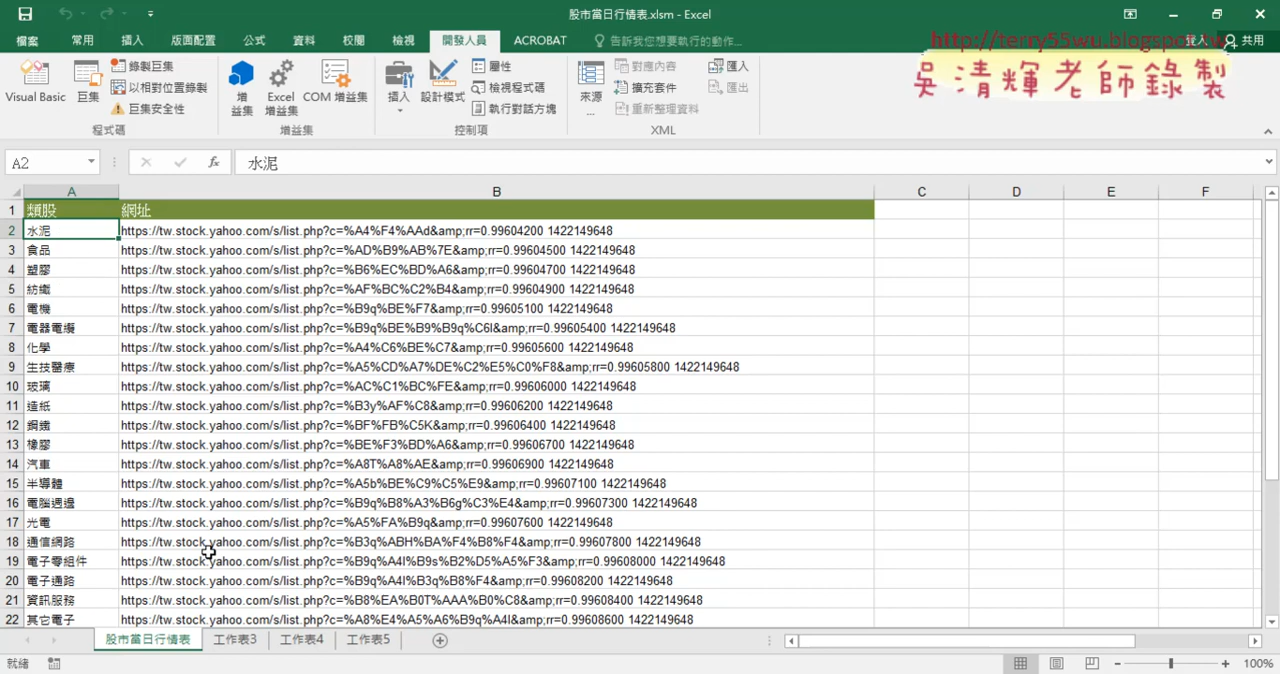 股市當日行情表.xlsm - Excel
檔案 常用 插入 版面配置 公式 資料 校閱 檢視 開發人員 ACROBAT 告訴我您想要執行的動作... 登入 共用
http://terry55wu.blogspot.tw
吳清輝老師錄製
Visual Basic 巨集 錄製巨集 以相對位置錄製 巨集安全性 增益集 Excel 增益集 COM 增益集 插入 設計模式 屬性 檢視程式碼 執行對話方塊 來源... 對應內容 擴充套件 重新整理資料 匯入 匯出
程式碼 增益集 控制項 XML
A2 fx 水泥
A B C D E F
1 類股 網址
2 水泥 https://tw.stock.yahoo.com/s/list.php?c=%A4%F4%AAd&amp;rr=0.99604200 1422149648
3 食品 https://tw.stock.yahoo.com/s/list.php?c=%AD%B9%AB%7E&amp;rr=0.99604500 1422149648
4 塑膠 https://tw.stock.yahoo.com/s/list.php?c=%B6%EC%BD%A6&amp;rr=0.99604700 1422149648
5 紡織 https://tw.stock.yahoo.com/s/list.php?c=%AF%BC%C2%B4&amp;rr=0.99604900 1422149648
6 電機 https://tw.stock.yahoo.com/s/list.php?c=%B9q%BE%F7&amp;rr=0.99605100 1422149648
7 電器電纜 https://tw.stock.yahoo.com/s/list.php?c=%B9q%BE%B9%B9q%C6l&amp;rr=0.99605400 1422149648
8 化學 https://tw.stock.yahoo.com/s/list.php?c=%A4%C6%BE%C7&amp;rr=0.99605600 1422149648
9 生技醫療 https://tw.stock.yahoo.com/s/list.php?c=%A5%CD%A7%DE%C2%E5%C0%F8&amp;rr=0.99605800 1422149648
10 玻璃 https://tw.stock.yahoo.com/s/list.php?c=%AC%C1%BC%FE&amp;rr=0.99606000 1422149648
11 造紙 https://tw.stock.yahoo.com/s/list.php?c=%B3y%AF%C8&amp;rr=0.99606200 1422149648
12 鋼鐵 https://tw.stock.yahoo.com/s/list.php?c=%BF%FB%C5K&amp;rr=0.99606400 1422149648
13 橡膠 https://tw.stock.yahoo.com/s/list.php?c=%BE%F3%BD%A6&amp;rr=0.99606700 1422149648
14 汽車 https://tw.stock.yahoo.com/s/list.php?c=%A8T%A8%AE&amp;rr=0.99606900 1422149648
15 半導體 https://tw.stock.yahoo.com/s/list.php?c=%A5b%BE%C9%C5%E9&amp;rr=0.99607100 1422149648
16 電腦週邊 https://tw.stock.yahoo.com/s/list.php?c=%B9q%B8%A3%B6g%C3%E4&amp;rr=0.99607300 1422149648
17 光電 https://tw.stock.yahoo.com/s/list.php?c=%A5%FA%B9q&amp;rr=0.99607600 1422149648
18 通信網路 https://tw.stock.yahoo.com/s/list.php?c=%B3q%ABH%BA%F4%B8%F4&amp;rr=0.99607800 1422149648
19 電子零組件 https://tw.stock.yahoo.com/s/list.php?c=%B9q%A4l%B9s%B2%D5%A5%F3&amp;rr=0.99608000 1422149648
20 電子通路 https://tw.stock.yahoo.com/s/list.php?c=%B9q%A4l%B3q%B8%F4&amp;rr=0.99608200 1422149648
21 資訊服務 https://tw.stock.yahoo.com/s/list.php?c=%B8%EA%B0T%AAA%B0%C8&amp;rr=0.99608400 1422149648
22 其它電子 https://tw.stock.yahoo.com/s/list.php?c=%A8%E4%A5%A6%B9q%A4l&amp;rr=0.99608600 1422149648
股市當日行情表 工作表3 工作表4 工作表5
就緒 100%